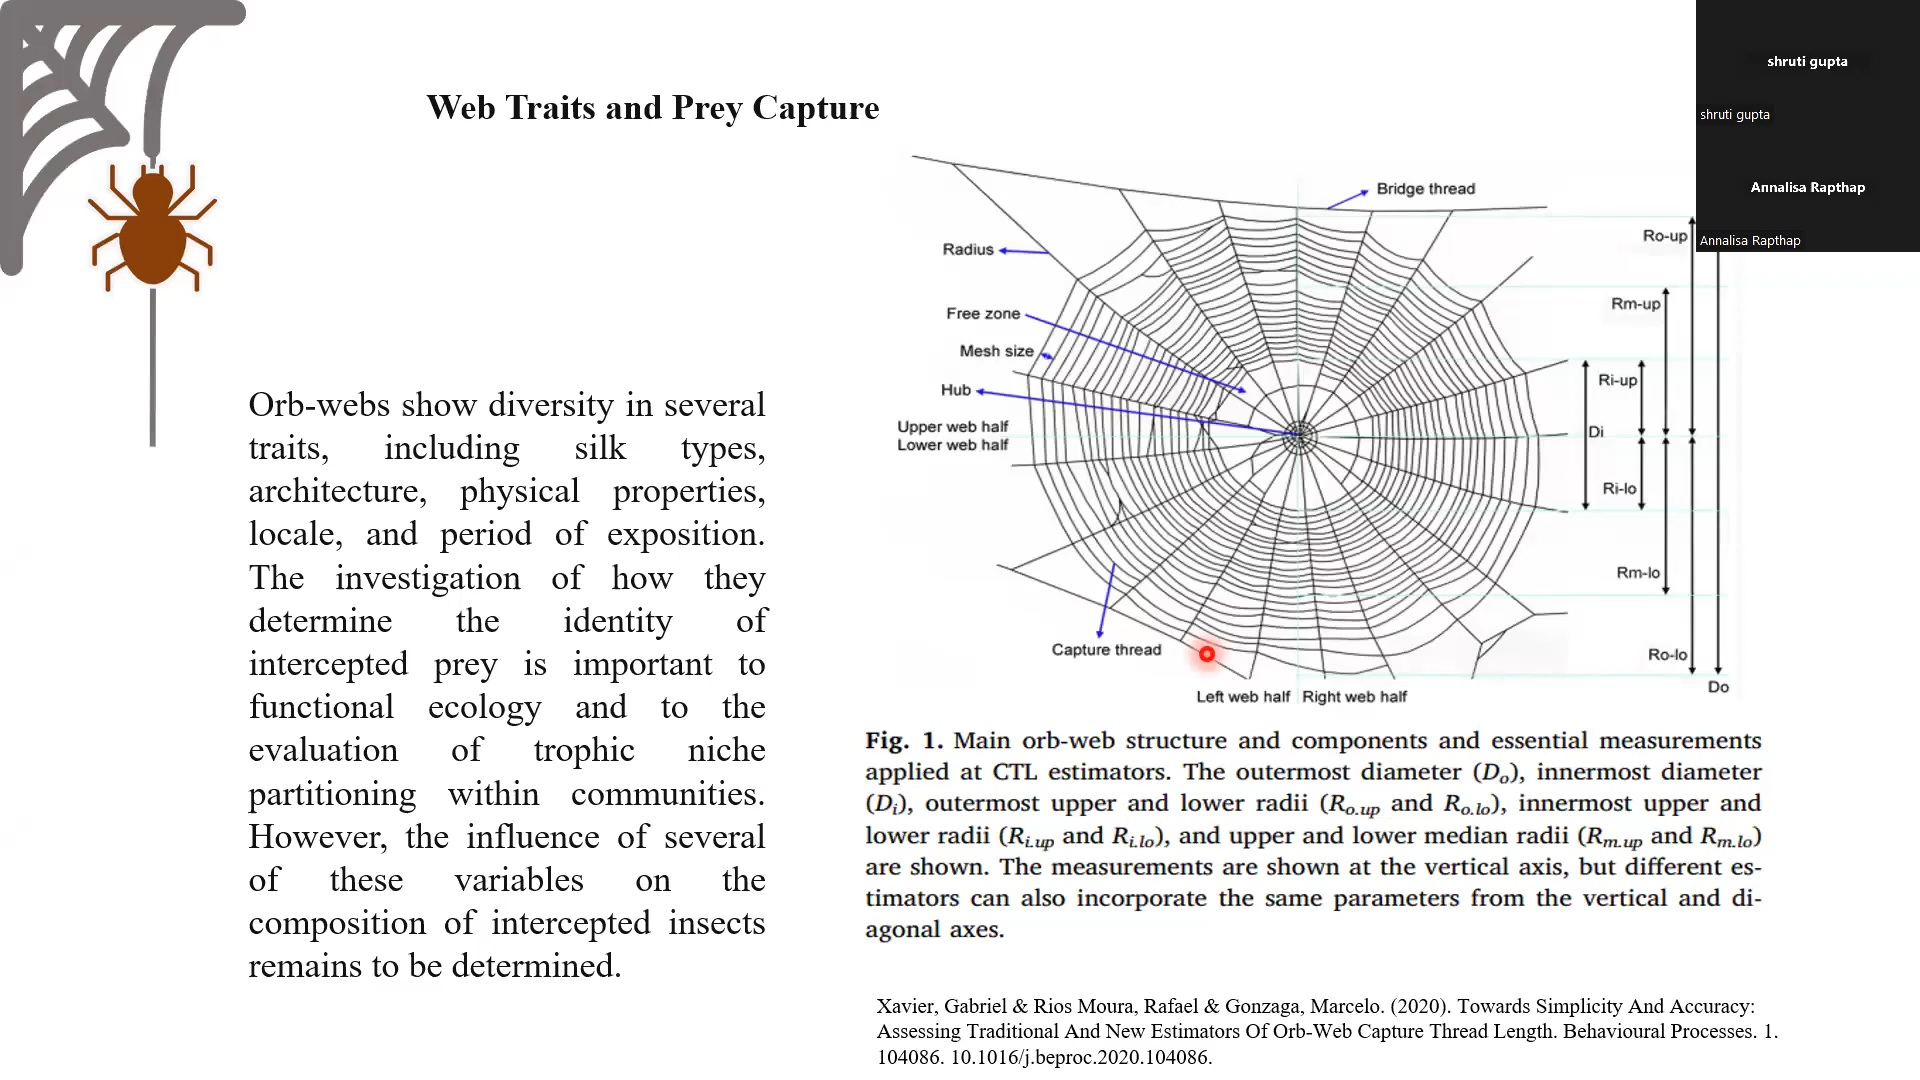 Web Traits and Prey Capture
shruti gupta
shruti gupta
Annalisa Rapthap
Annalisa Rapthap
Orb-webs show diversity in several
traits, including silk types,
architecture, physical properties,
locale, and period of exposition.
The investigation of how they
determine the identity of
intercepted prey is important to
functional ecology and to the
evaluation of trophic niche
partitioning within communities.
However, the influence of several
of these variables on the
composition of intercepted insects
remains to be determined.
Bridge thread
Radius
Free zone
Mesh size
Hub
Upper web half
Lower web half
Capture thread
Left web half
Right web half
Ro-up
Rm-up
Ri-up
Di
Ri-lo
Rm-lo
Ro-lo
Do
Fig. 1. Main orb-web structure and components and essential measurements
applied at CTL estimators. The outermost diameter (Do), innermost diameter
(Di), outermost upper and lower radii (Ro.up and Ro.lo), innermost upper and
lower radii (Ri.up and Ri.lo), and upper and lower median radii (Rm.up and Rm.lo)
are shown. The measurements are shown at the vertical axis, but different es-
timators can also incorporate the same parameters from the vertical and di-
agonal axes.
Xavier, Gabriel & Rios Moura, Rafael & Gonzaga, Marcelo. (2020). Towards Simplicity And Accuracy:
Assessing Traditional And New Estimators Of Orb-Web Capture Thread Length. Behavioural Processes. 1.
104086. 10.1016/j.beproc.2020.104086.